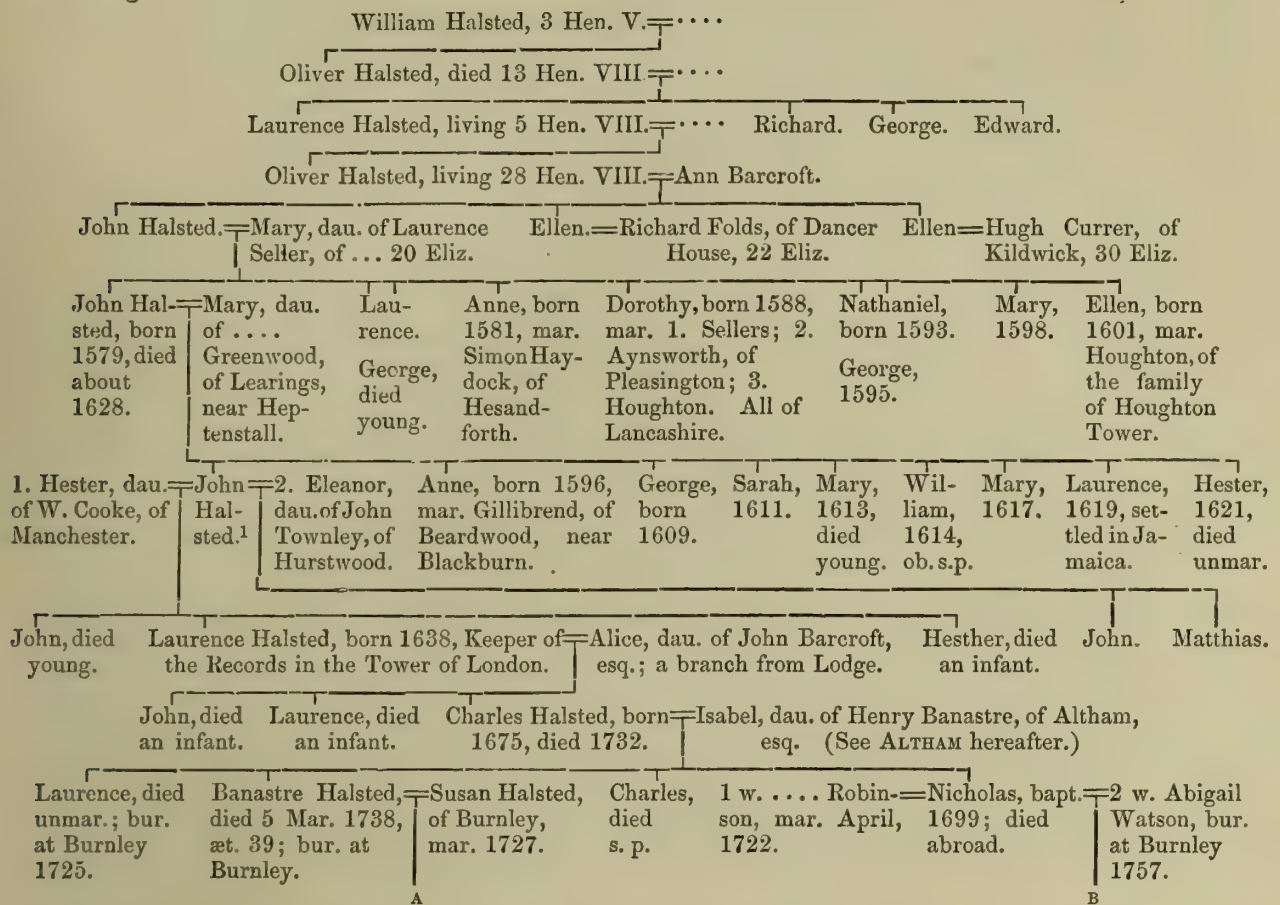 William Halsted, 3 Hen. V.=....
Oliver Halsted, died 13 Hen. VIII.=....
Laurence Halsted, living 5 Hen. VIII.=.... Richard. George. Edward.
Oliver Halsted, living 28 Hen. VIII.=Ann Barcroft.
John Halsted.=Mary, dau. of Laurence
Seller, of ... 20 Eliz.
Ellen.=Richard Folds, of Dancer
House, 22 Eliz.
Ellen=Hugh Currer, of
Kildwick, 30 Eliz.
John Hal-
sted, born
1579, died
about
1628.
=Mary, dau.
of ....
Greenwood,
of Learings,
near Hep-
tenstall.
Lau-
rence.
George,
died
young.
Anne, born
1581, mar.
Simon Hay-
dock, of
Hesand-
forth.
Dorothy, born 1588,
mar. 1. Sellers; 2.
Aynsworth, of
Pleasington; 3.
Houghton. All of
Lancashire.
Nathaniel,
born 1593.
George,
1595.
Mary,
1598.
Ellen, born
1601, mar.
Houghton, of
the family
of Houghton
Tower.
1. Hester, dau.
of W. Cooke, of
Manchester.
=John
Hal-
sted.¹
=2. Eleanor,
dau. of John
Townley, of
Hurstwood.
Anne, born 1596,
mar. Gillibrend, of
Beardwood, near
Blackburn.
George,
born
1609.
Sarah,
1611.
Mary,
1613,
died
young.
Wil-
liam,
1614,
ob. s.p.
Mary,
1617.
Laurence,
1619, set-
tled in Ja-
maica.
Hester,
1621,
died
unmar.
John, died
young.
Laurence Halsted, born 1638, Keeper of
the Records in the Tower of London.
=Alice, dau. of John Barcroft,
esq.; a branch from Lodge.
Hesther, died
an infant.
John.
Matthias.
John, died
an infant.
Laurence, died
an infant.
Charles Halsted, born
1675, died 1732.
=Isabel, dau. of Henry Banastre, of Altham,
esq. (See ALTHAM hereafter.)
Laurence, died
unmar.; bur.
at Burnley
1725.
Banastre Halsted,
died 5 Mar. 1738,
æt. 39; bur. at
Burnley.
=Susan Halsted,
of Burnley,
mar. 1727.
Charles,
died
s. p.
1 w. .... Robin-
son, mar. April,
1722.
=Nicholas, bapt.
1699; died
abroad.
=2 w. Abigail
Watson, bur.
at Burnley
1757.
A
B